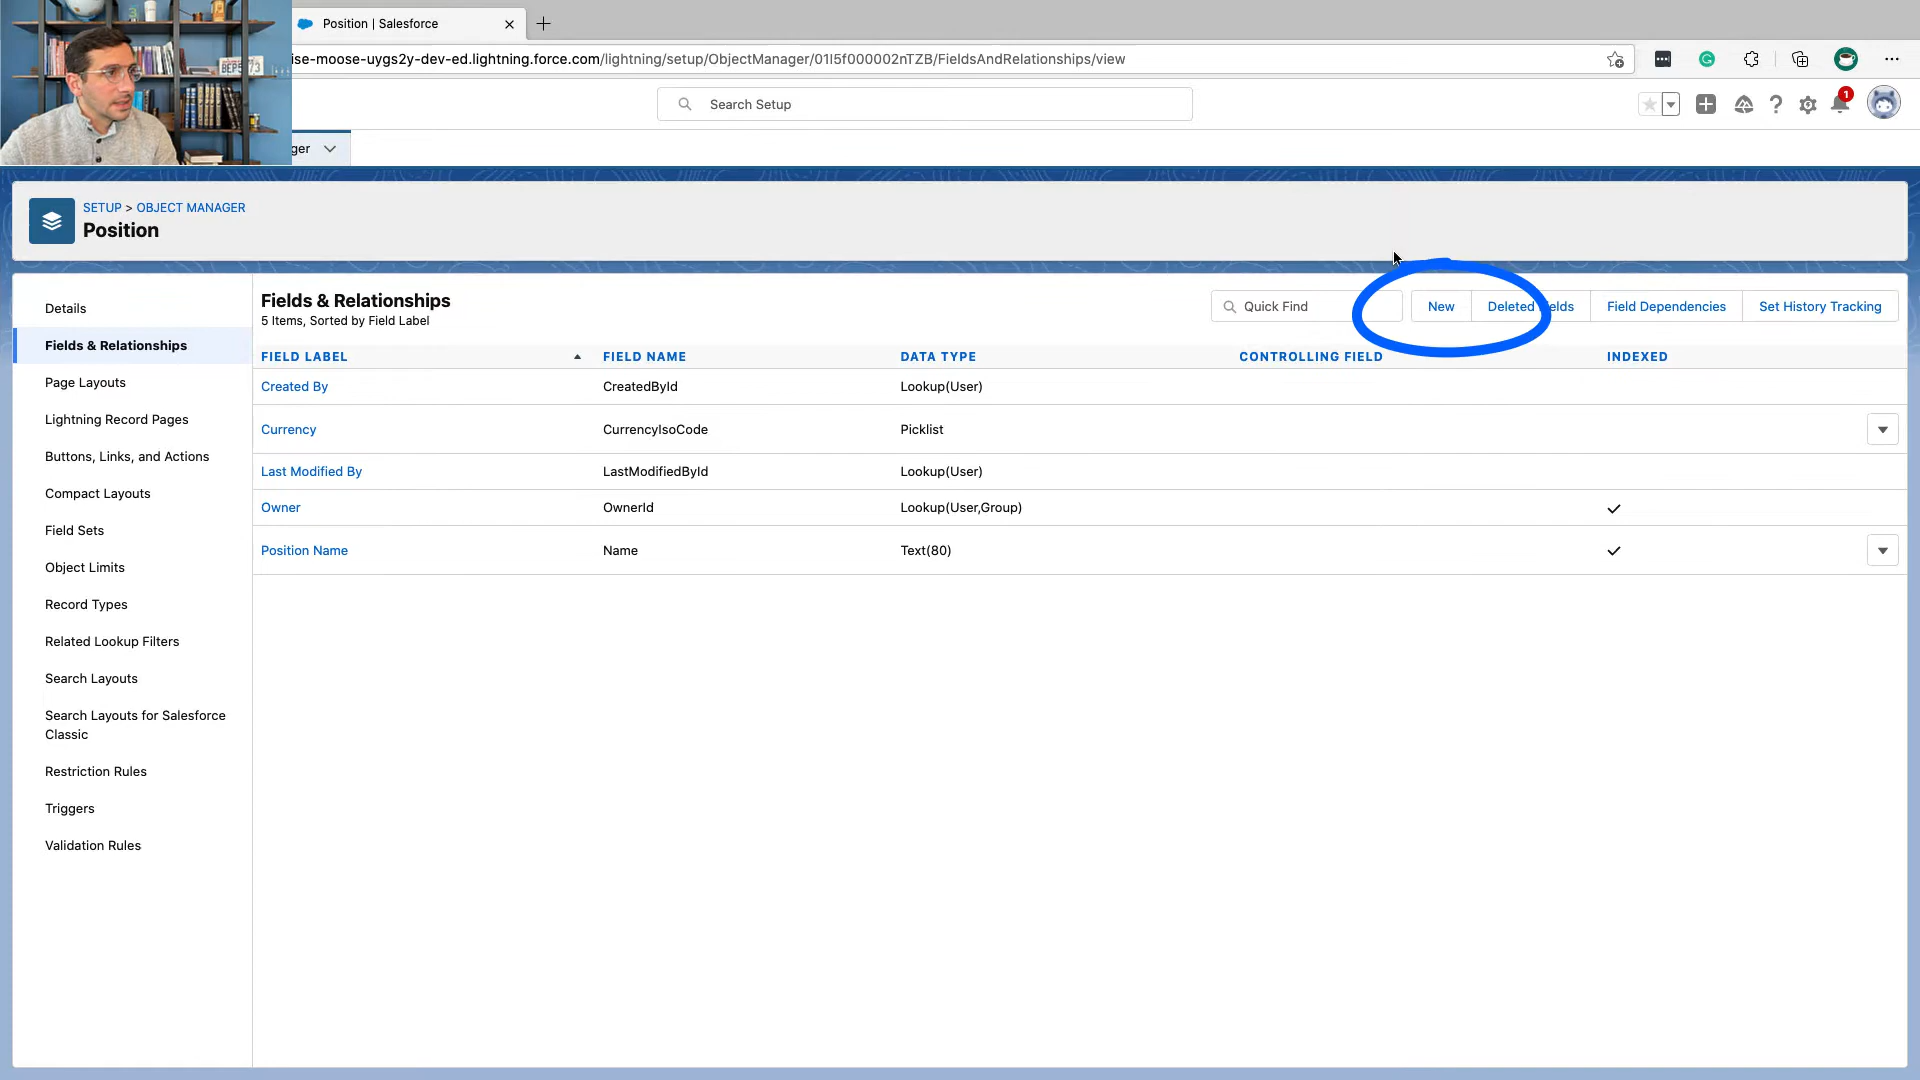 Position | Salesforce
ise-moose-uygs2y-dev-ed.lightning.force.com/lightning/setup/ObjectManager/01I5f000002nTZB/FieldsAndRelationships/view
Search Setup
1
ger
SETUP > OBJECT MANAGER
Position
Details
Fields & Relationships
Page Layouts
Lightning Record Pages
Buttons, Links, and Actions
Compact Layouts
Field Sets
Object Limits
Record Types
Related Lookup Filters
Search Layouts
Search Layouts for Salesforce
Classic
Restriction Rules
Triggers
Validation Rules
Fields & Relationships
5 Items, Sorted by Field Label
Quick Find
New
Deleted Fields
Field Dependencies
Set History Tracking
FIELD LABEL FIELD NAME DATA TYPE CONTROLLING FIELD INDEXED
Created By CreatedById Lookup(User)
Currency CurrencyIsoCode Picklist
Last Modified By LastModifiedById Lookup(User)
Owner OwnerId Lookup(User,Group)
Position Name Name Text(80)